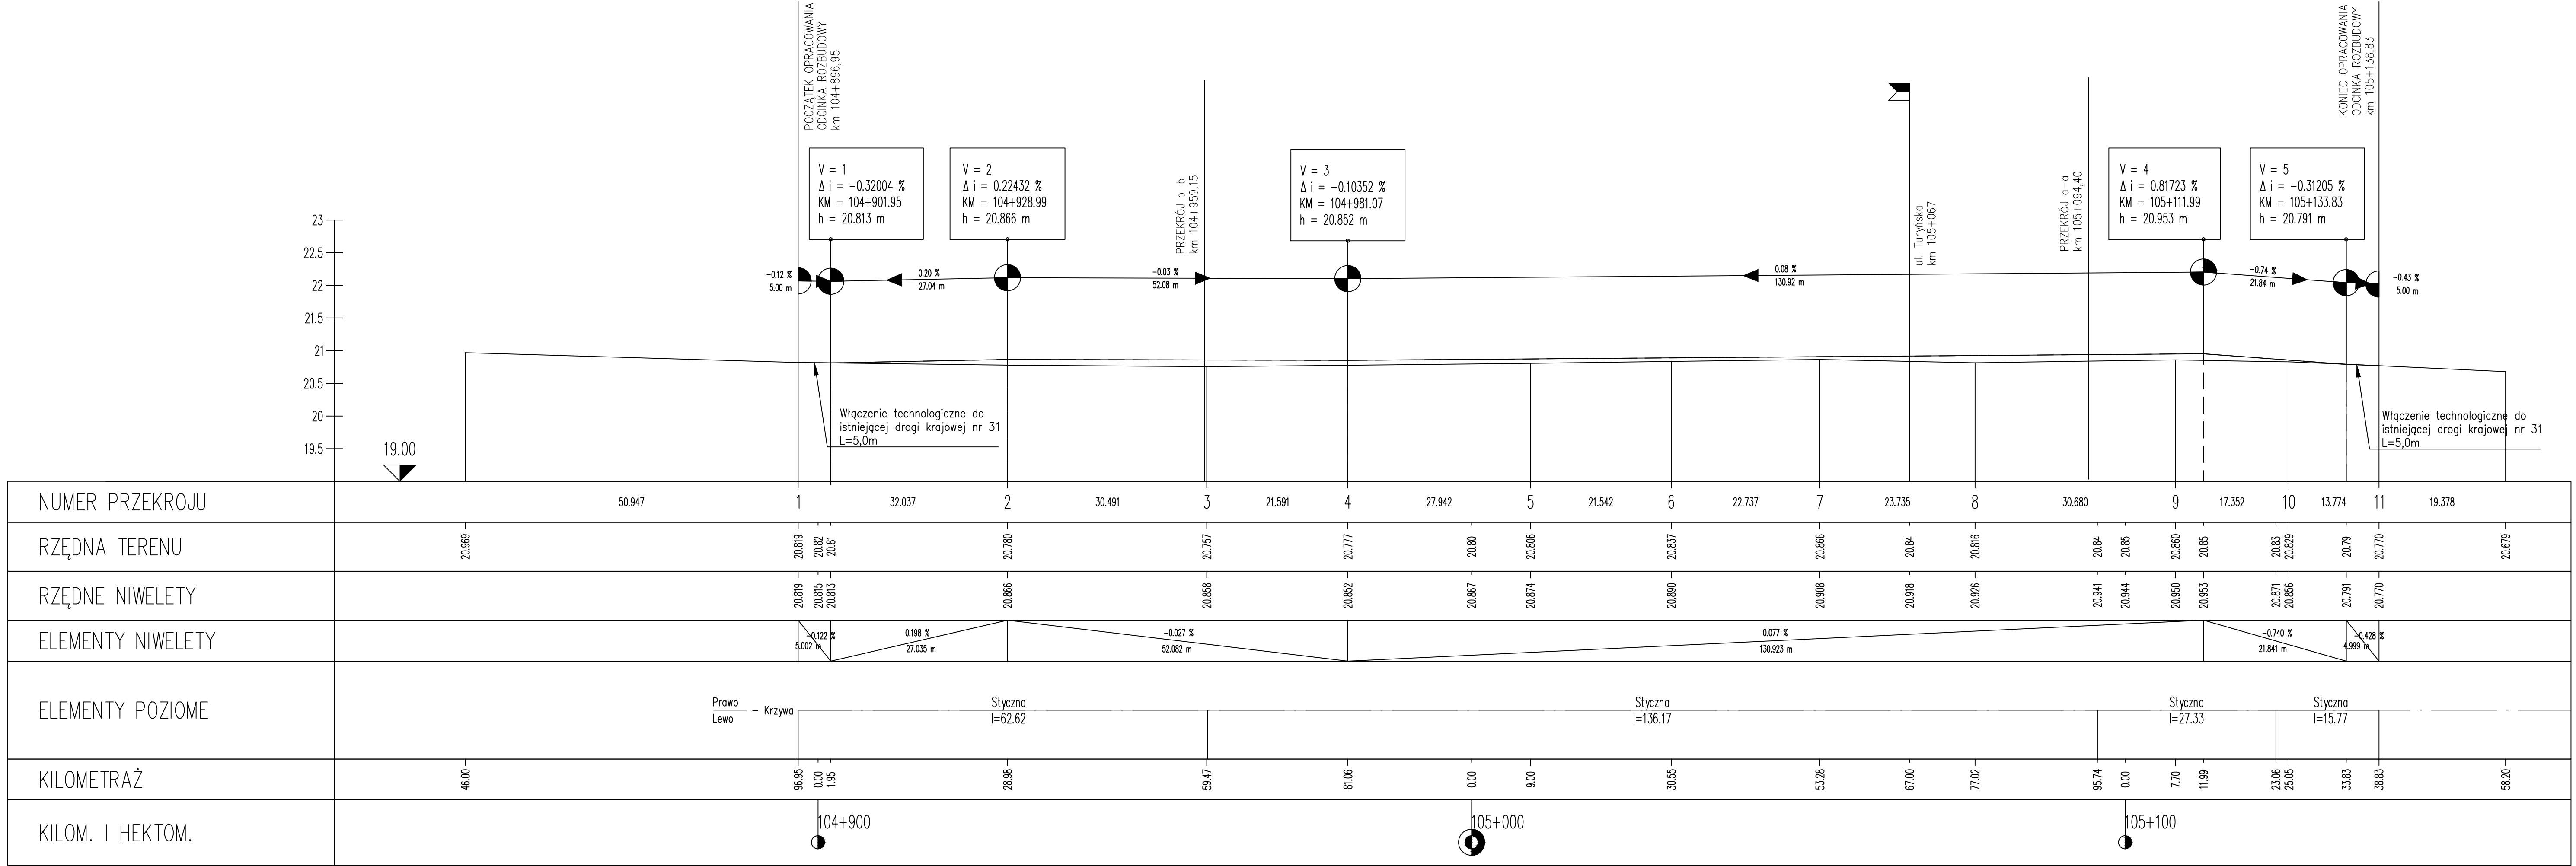 POCZĄTEK OPRACOWANIA
ODCINKA ROZBUDOWY
km 104+896,95
KONIEC OPRACOWANIA
ODCINKA ROZBUDOWY
km 105+138,83
V = 1
Δ i = -0.32004 %
KM = 104+901.95
h = 20.813 m
V = 2
Δ i = 0.22432 %
KM = 104+928.99
h = 20.866 m
PRZEKRÓJ b-b
km 104+959,15
V = 3
Δ i = -0.10352 %
KM = 104+981.07
h = 20.852 m
ul. Turyńska
km 105+067
PRZEKRÓJ a-a
km 105+094,40
V = 4
Δ i = 0.81723 %
KM = 105+111.99
h = 20.953 m
V = 5
Δ i = -0.31205 %
KM = 105+133.83
h = 20.791 m
23
22.5
22
21.5
21
20.5
20
19.5
19.00
-0.12 %
5.00 m
0.20 %
27.04 m
-0.03 %
52.08 m
0.08 %
130.92 m
-0.74 %
21.84 m
-0.43 %
5.00 m
Włączenie technologiczne do
istniejącej drogi krajowej nr 31
L=5,0m
Włączenie technologiczne do
istniejącej drogi krajowej nr 31
L=5,0m
NUMER PRZEKROJU 50.947 1 32.037 2 30.491 3 21.591 4 27.942 5 21.542 6 22.737 7 23.735 8 30.680 9 17.352 10 13.774 11 19.378
RZĘDNA TERENU 20.969 20.819 20.82 20.81 20.780 20.757 20.777 20.80 20.806 20.837 20.866 20.84 20.816 20.84 20.85 20.860 20.85 20.83 20.829 20.79 20.770 20.679
RZĘDNE NIWELETY 20.819 20.815 20.813 20.866 20.858 20.852 20.867 20.874 20.890 20.908 20.918 20.926 20.941 20.944 20.950 20.953 20.871 20.856 20.791 20.770
ELEMENTY NIWELETY
-0.122 %
5.002 m
0.198 %
27.035 m
-0.027 %
52.082 m
0.077 %
130.923 m
-0.740 %
21.841 m
-0.428 %
4.999 m
ELEMENTY POZIOME
Prawo
Lewo
- Krzywa
Styczna
l=62.62
Styczna
l=136.17
Styczna
l=27.33
Styczna
l=15.77
KILOMETRAŻ 46.00 96.95 0.00 1.95 28.98 59.47 81.06 0.00 9.00 30.55 53.28 67.00 77.02 95.74 0.00 7.70 11.99 23.06 25.05 33.83 38.83 58.20
KILOM. I HEKTOM. 104+900 105+000 105+100